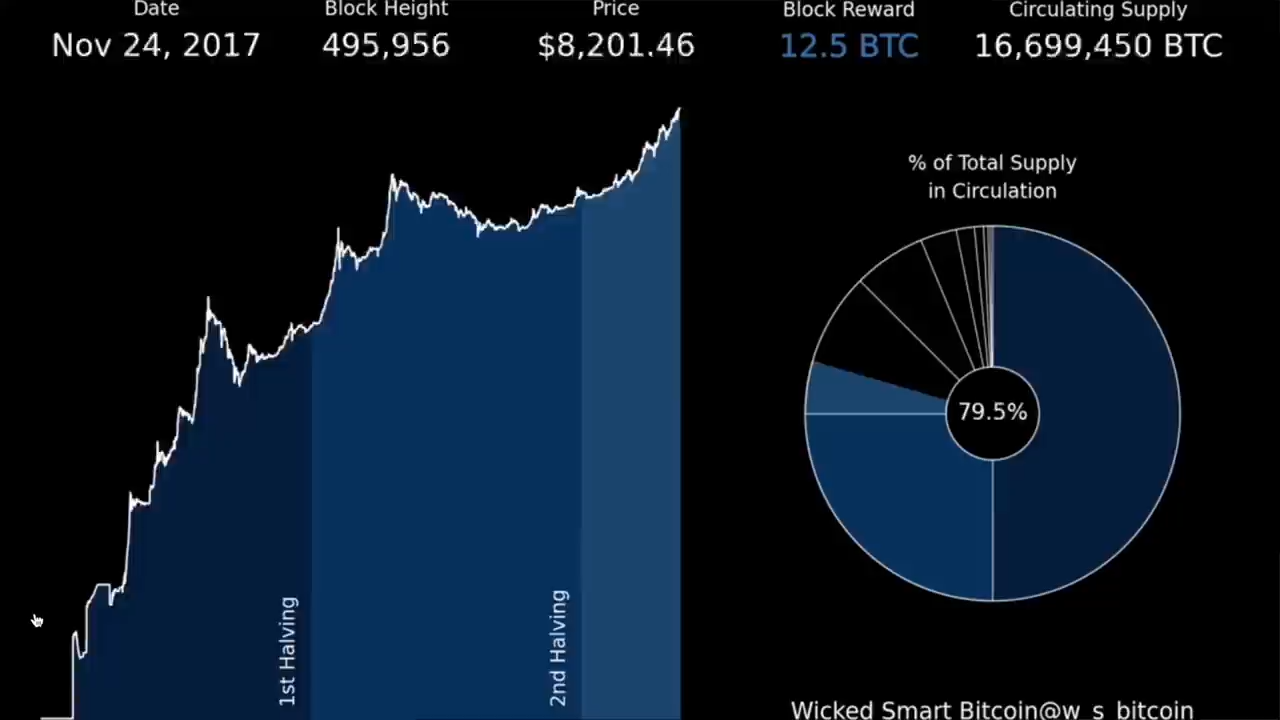 Date
Nov 24, 2017
Block Height
495,956
Price
$8,201.46
Block Reward
12.5 BTC
Circulating Supply
16,699,450 BTC
% of Total Supply
in Circulation
79.5%
1st Halving
2nd Halving
Wicked Smart Bitcoin@w_s_bitcoin